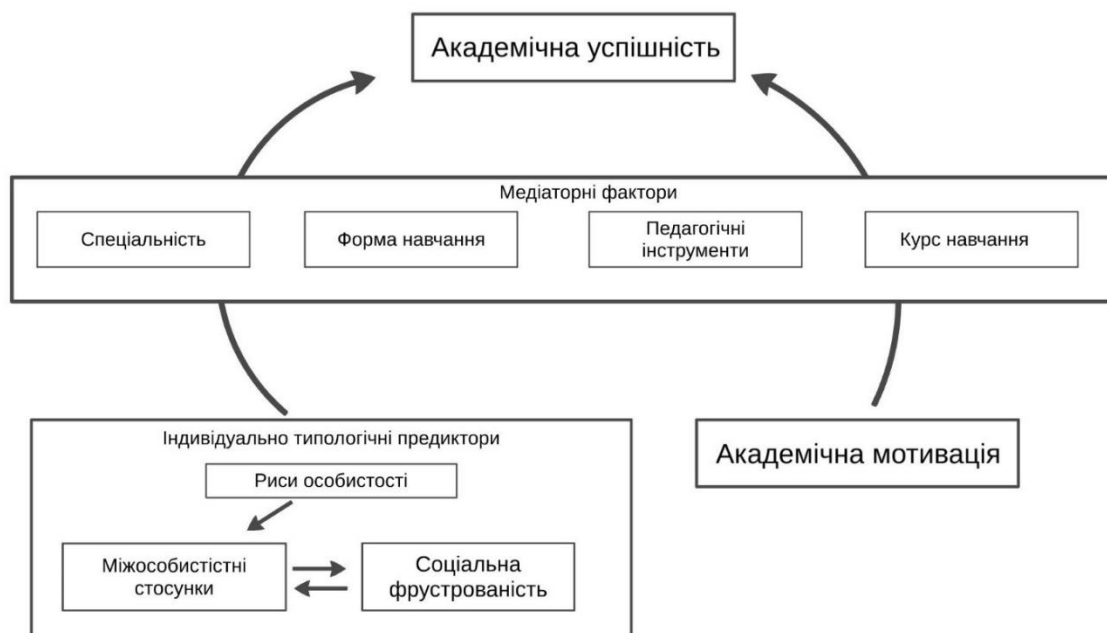 Академічна успішність
Медіаторні фактори
Спеціальність
Форма навчання
Педагогічні
інструменти
Курс навчання
Індивідуально типологічні предиктори
Риси особистості
Міжособистістні
стосунки
Соціальна
фрустрованість
Академічна мотивація